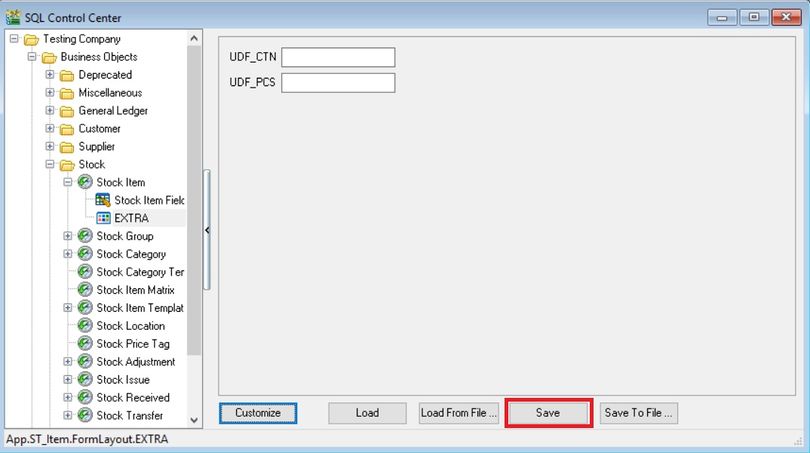 SQL Control Center
Testing Company
Business Objects
Deprecated
Miscellaneous
General Ledger
Customer
Supplier
Stock
Stock Item
Stock Item Field
EXTRA
Stock Group
Stock Category
Stock Category Ter
Stock Item Matrix
Stock Item Templat
Stock Location
Stock Price Tag
Stock Adjustment
Stock Issue
Stock Received
Stock Transfer
UDF_CTN
UDF_PCS
Customize Load Load From File ... Save Save To File ...
App.ST_Item.FormLayout.EXTRA